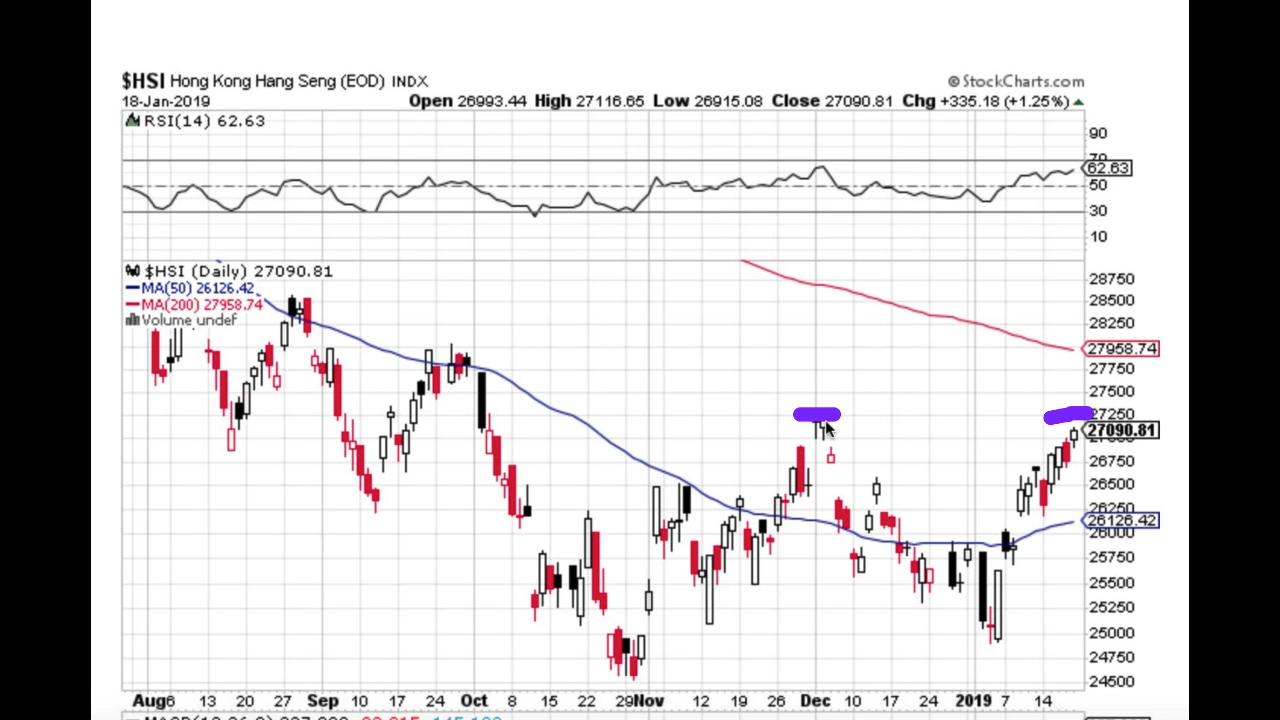 $HSI Hong Kong Hang Seng (EOD) INDX
© StockCharts.com
18-Jan-2019
Open 26993.44 High 27116.65 Low 26915.08 Close 27090.81 Chg +335.18 (+1.25%)
RSI(14) 62.63
90
70
62.63
50
30
10
$HSI (Daily) 27090.81
MA(50) 26126.42
MA(200) 27958.74
Volume undef
28750
28500
28250
27958.74
27750
27500
27250
27090.81
27000
26750
26500
26250
26126.42
26000
25750
25500
25250
25000
24750
24500
Aug 6 13 20 27 Sep 10 17 24 Oct 8 15 22 29 Nov 12 19 26 Dec 10 17 24 2019 7 14